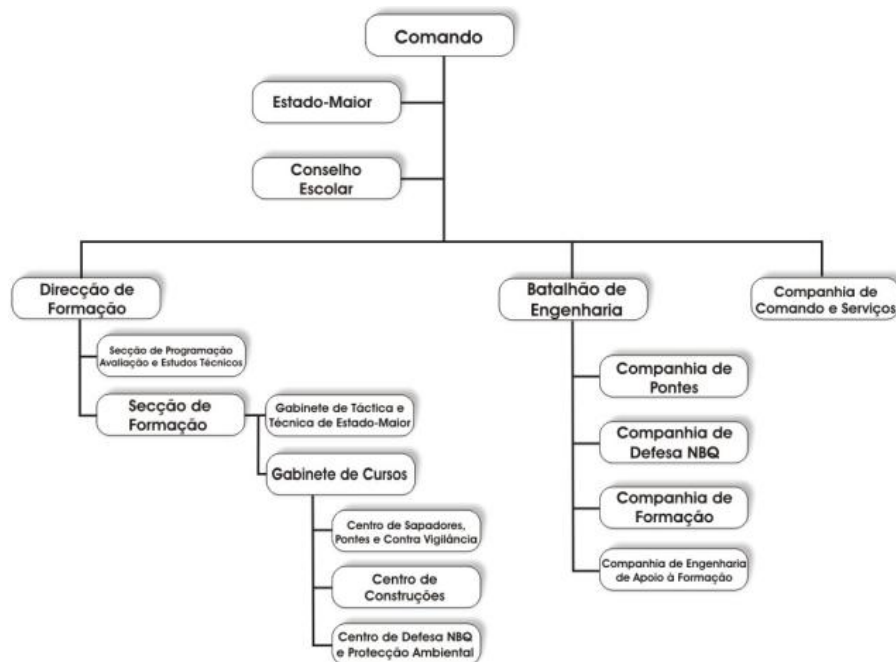 Comando
Estado-Maior
Conselho
Escolar
Direcção de
Formação
Batalhão de
Engenharia
Companhia de
Comando e Serviços
Secção de Programação
Avaliação e Estudos Técnicos
Secção de
Formação
Gabinete de Táctica e
Técnica de Estado-Maior
Gabinete de Cursos
Centro de Sapadores,
Pontes e Contra Vigilância
Centro de
Construções
Centro de Defesa NBQ
e Protecção Ambiental
Companhia de
Pontes
Companhia de
Defesa NBQ
Companhia de
Formação
Companhia de Engenharia
de Apoio à Formação